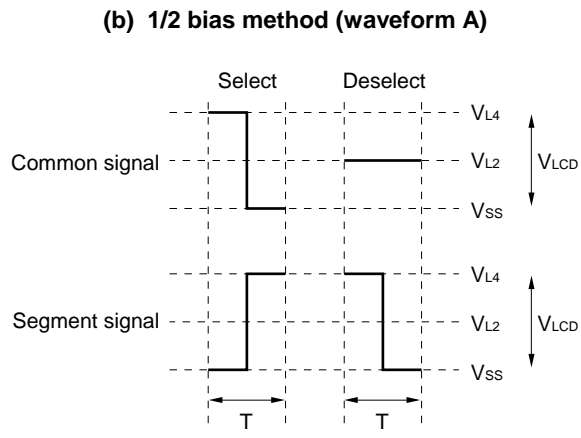 (b) 1/2 bias method (waveform A)
Select Deselect
VL4
Common signal VL2 VLCD
VSS
VL4
Segment signal VL2 VLCD
VSS
T T